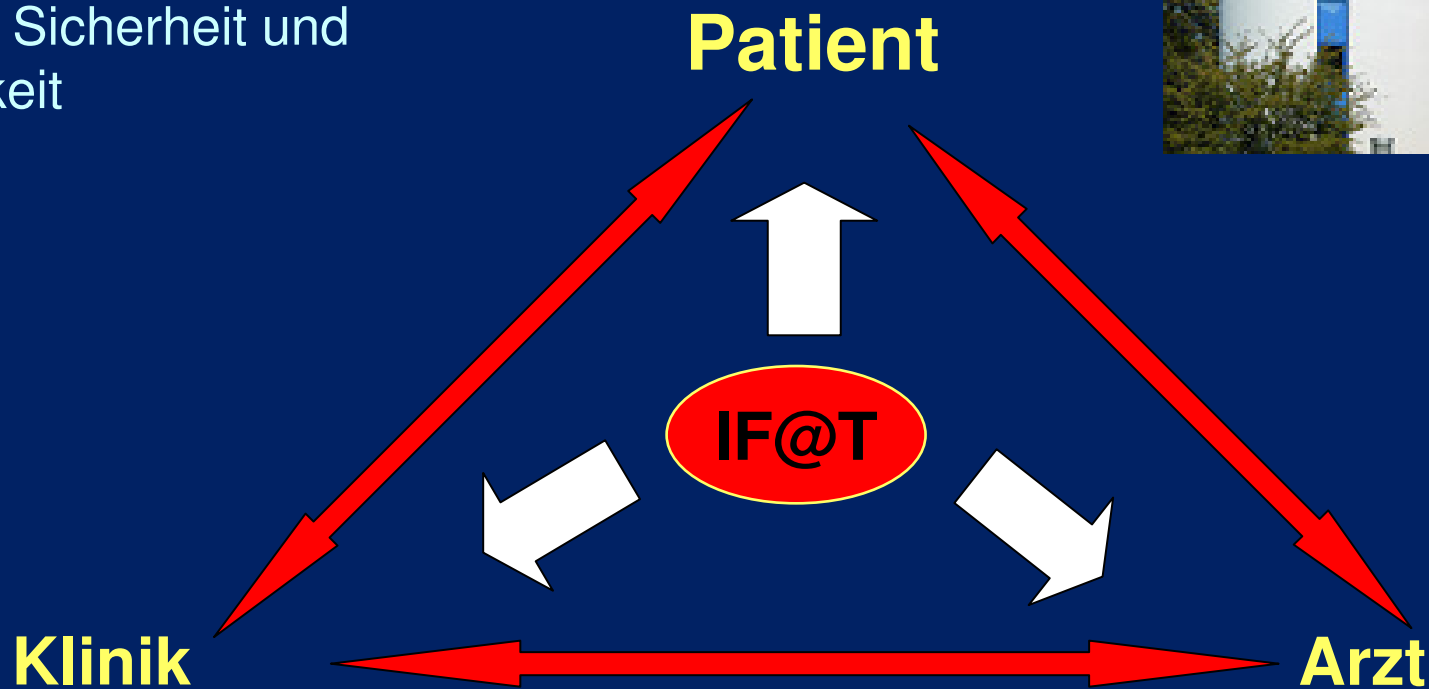 Sicherheit und
keit
Patient
IF@T
Klinik
Arzt